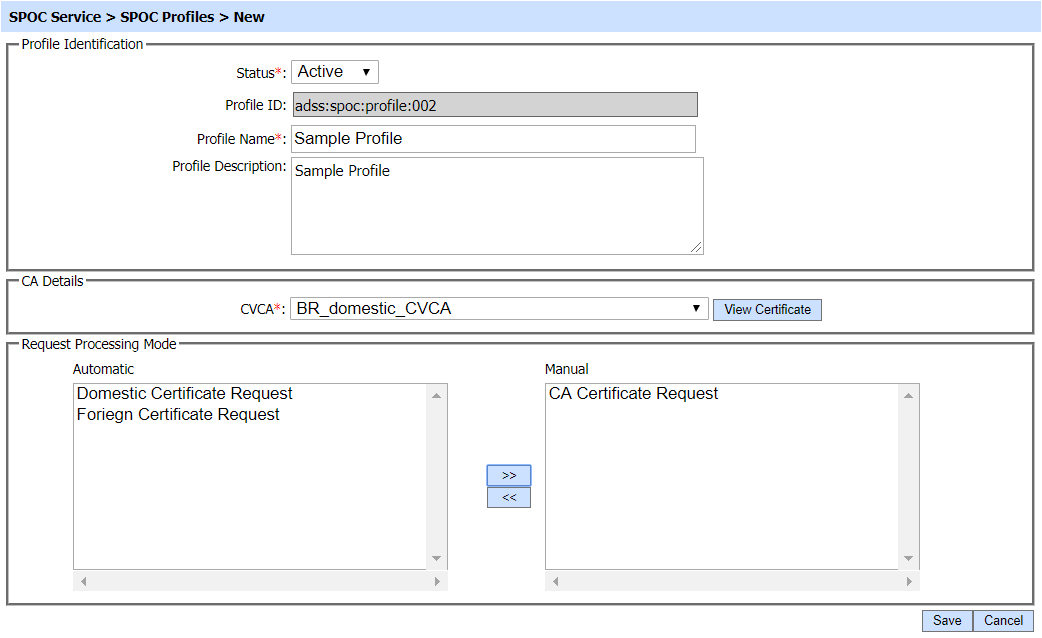 SPOC Service > SPOC Profiles > New
Profile Identification
Status*: Active
Profile ID: adss:spoc:profile:002
Profile Name*: Sample Profile
Profile Description: Sample Profile
CA Details
CVCA*: BR_domestic_CVCA View Certificate
Request Processing Mode
Automatic Manual
Domestic Certificate Request CA Certificate Request
Foriegn Certificate Request
>>
<<
Save Cancel